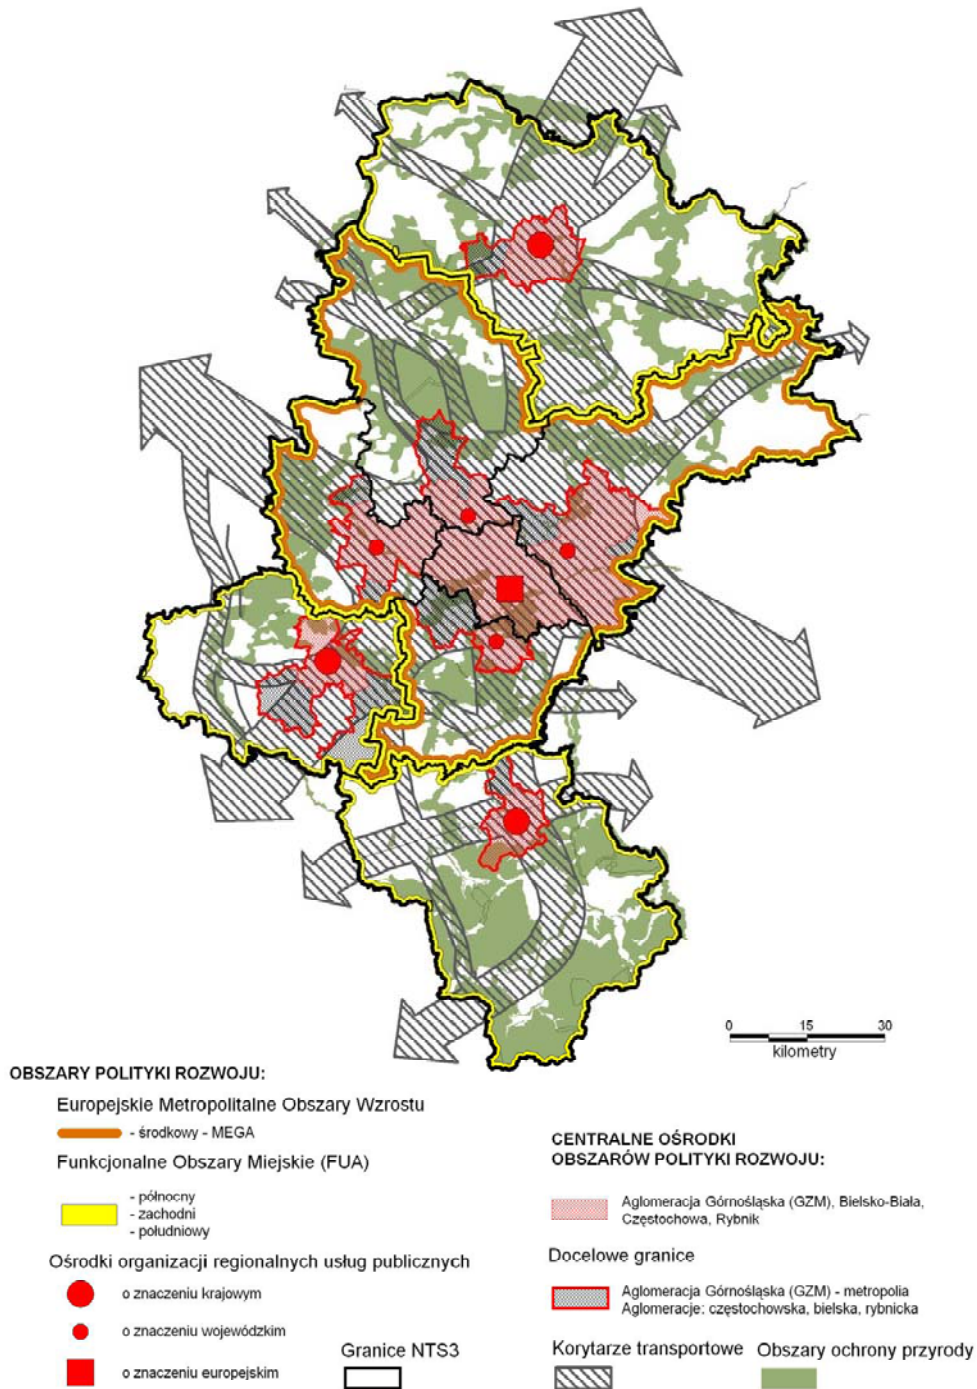 0 15 30
kilometry
OBSZARY POLITYKI ROZWOJU:
Europejskie Metropolitalne Obszary Wzrostu
- środkowy - MEGA
Funkcjonalne Obszary Miejskie (FUA)
- północny
- zachodni
- południowy
Ośrodki organizacji regionalnych usług publicznych
o znaczeniu krajowym
o znaczeniu wojewódzkim
o znaczeniu europejskim
Granice NTS3
CENTRALNE OŚRODKI
OBSZARÓW POLITYKI ROZWOJU:
Aglomeracja Górnośląska (GZM), Bielsko-Biała,
Częstochowa, Rybnik
Docelowe granice
Aglomeracja Górnośląska (GZM) - metropolia
Aglomeracje: częstochowska, bielska, rybnicka
Korytarze transportowe
Obszary ochrony przyrody